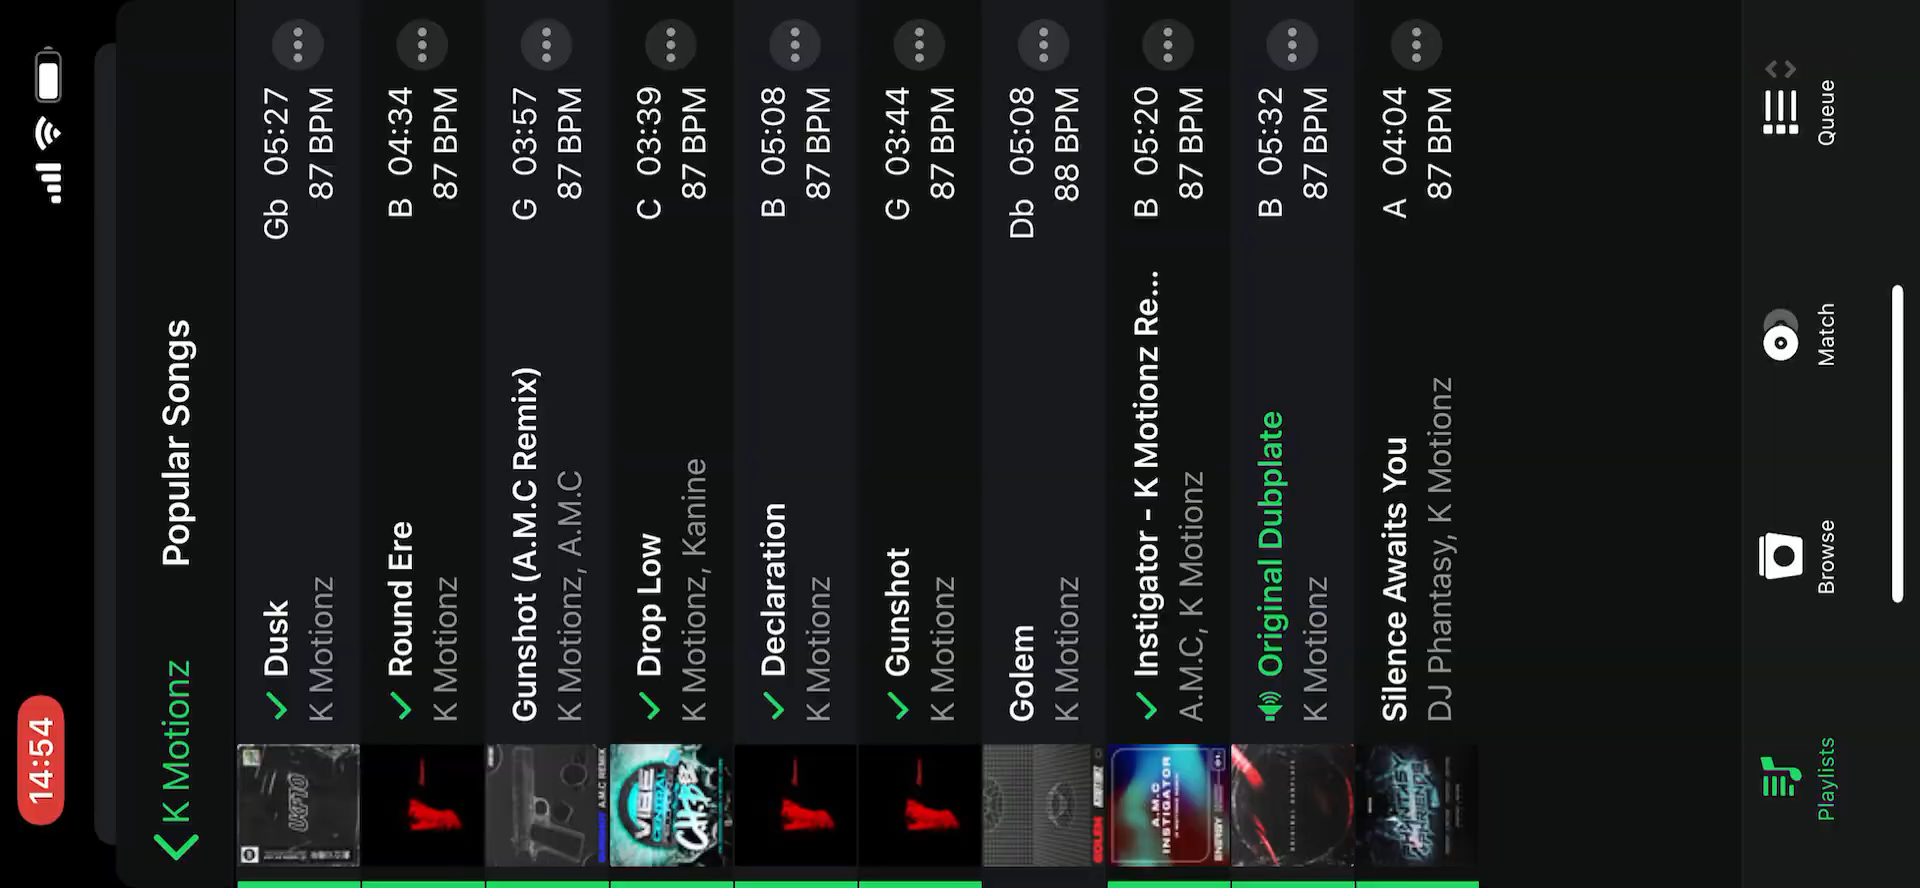 14:54
K Motionz
Popular Songs
Dusk
K Motionz
Gb 05:27
87 BPM
Round Ere
K Motionz
B 04:34
87 BPM
Gunshot (A.M.C Remix)
K Motionz, A.M.C
G 03:57
87 BPM
Drop Low
K Motionz, Kanine
C 03:39
87 BPM
Declaration
K Motionz
B 05:08
87 BPM
Gunshot
K Motionz
G 03:44
87 BPM
Golem
K Motionz
Db 05:08
88 BPM
GOLEM
Instigator - K Motionz Re...
A.M.C, K Motionz
B 05:20
87 BPM
A.M.C
INSTIGATOR
Original Dubplate
K Motionz
B 05:32
87 BPM
Silence Awaits You
DJ Phantasy, K Motionz
A 04:04
87 BPM
Playlists
Browse
Match
Queue